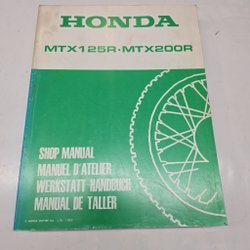 HONDA
MTX125R·MTX200R
SHOP MANUAL
MANUEL D'ATELIER
WERKSTATT-HANDBUCH
MANUAL DE TALLER